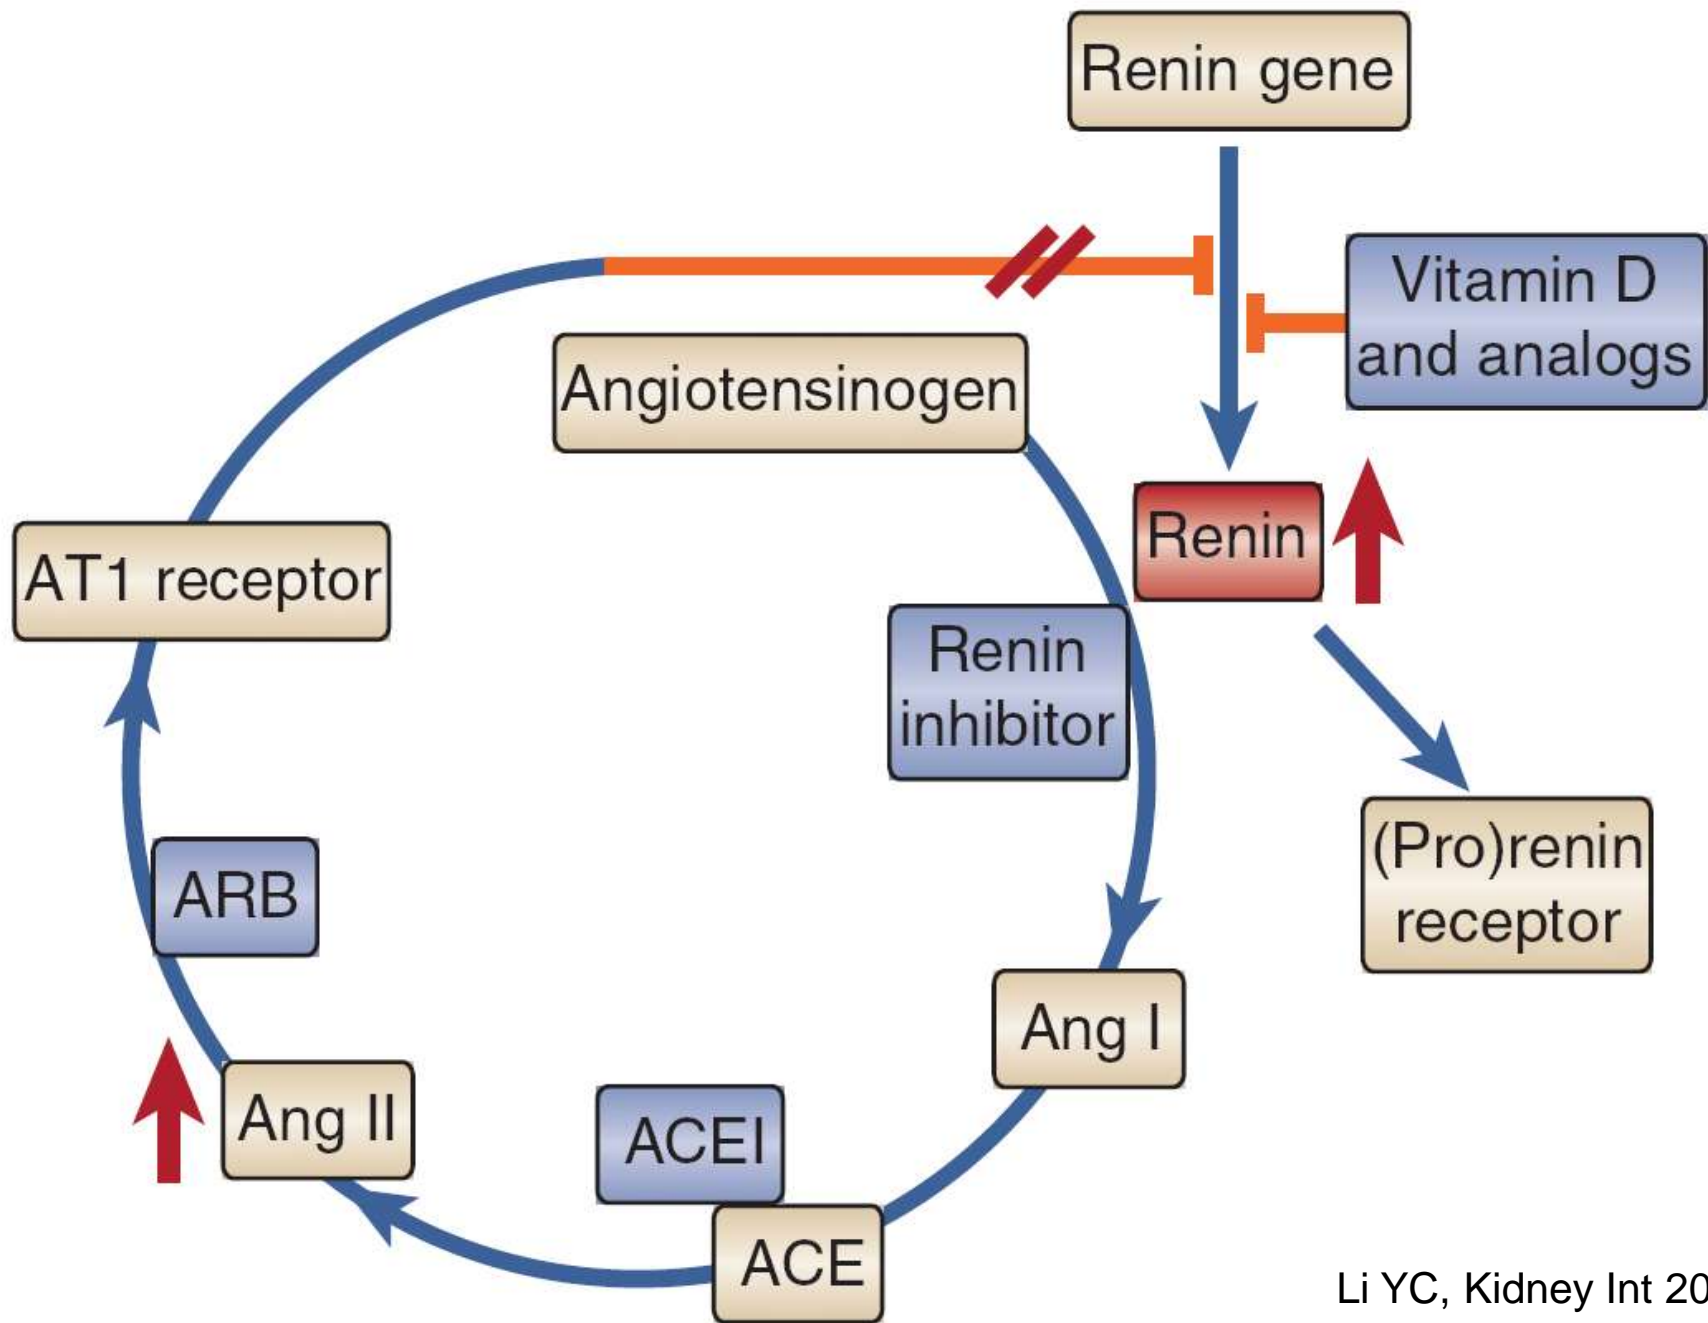 Renin gene
Vitamin D
and analogs
Angiotensinogen
Renin
AT1 receptor
Renin
inhibitor
(Pro)renin
receptor
ARB
Ang I
Ang II
ACEI
ACE
Li YC, Kidney Int 20